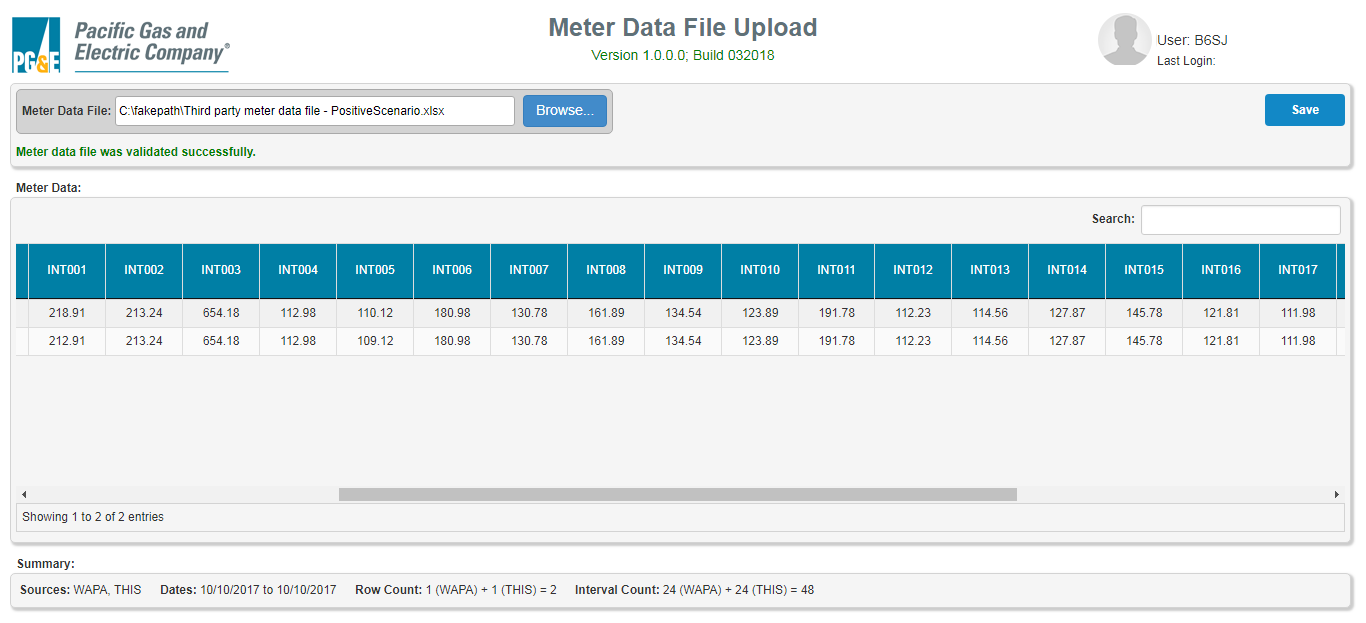 PG&E
Pacific Gas and
Electric Company®
Meter Data File Upload
Version 1.0.0.0; Build 032018
User: B6SJ
Last Login:
Meter Data File: C:\fakepath\Third party meter data file - PositiveScenario.xlsx Browse... Save
Meter data file was validated successfully.
Meter Data:
Search:
INT001 INT002 INT003 INT004 INT005 INT006 INT007 INT008 INT009 INT010 INT011 INT012 INT013 INT014 INT015 INT016 INT017
218.91 213.24 654.18 112.98 110.12 180.98 130.78 161.89 134.54 123.89 191.78 112.23 114.56 127.87 145.78 121.81 111.98
212.91 213.24 654.18 112.98 109.12 180.98 130.78 161.89 134.54 123.89 191.78 112.23 114.56 127.87 145.78 121.81 111.98
Showing 1 to 2 of 2 entries
Summary:
Sources: WAPA, THIS Dates: 10/10/2017 to 10/10/2017 Row Count: 1 (WAPA) + 1 (THIS) = 2 Interval Count: 24 (WAPA) + 24 (THIS) = 48